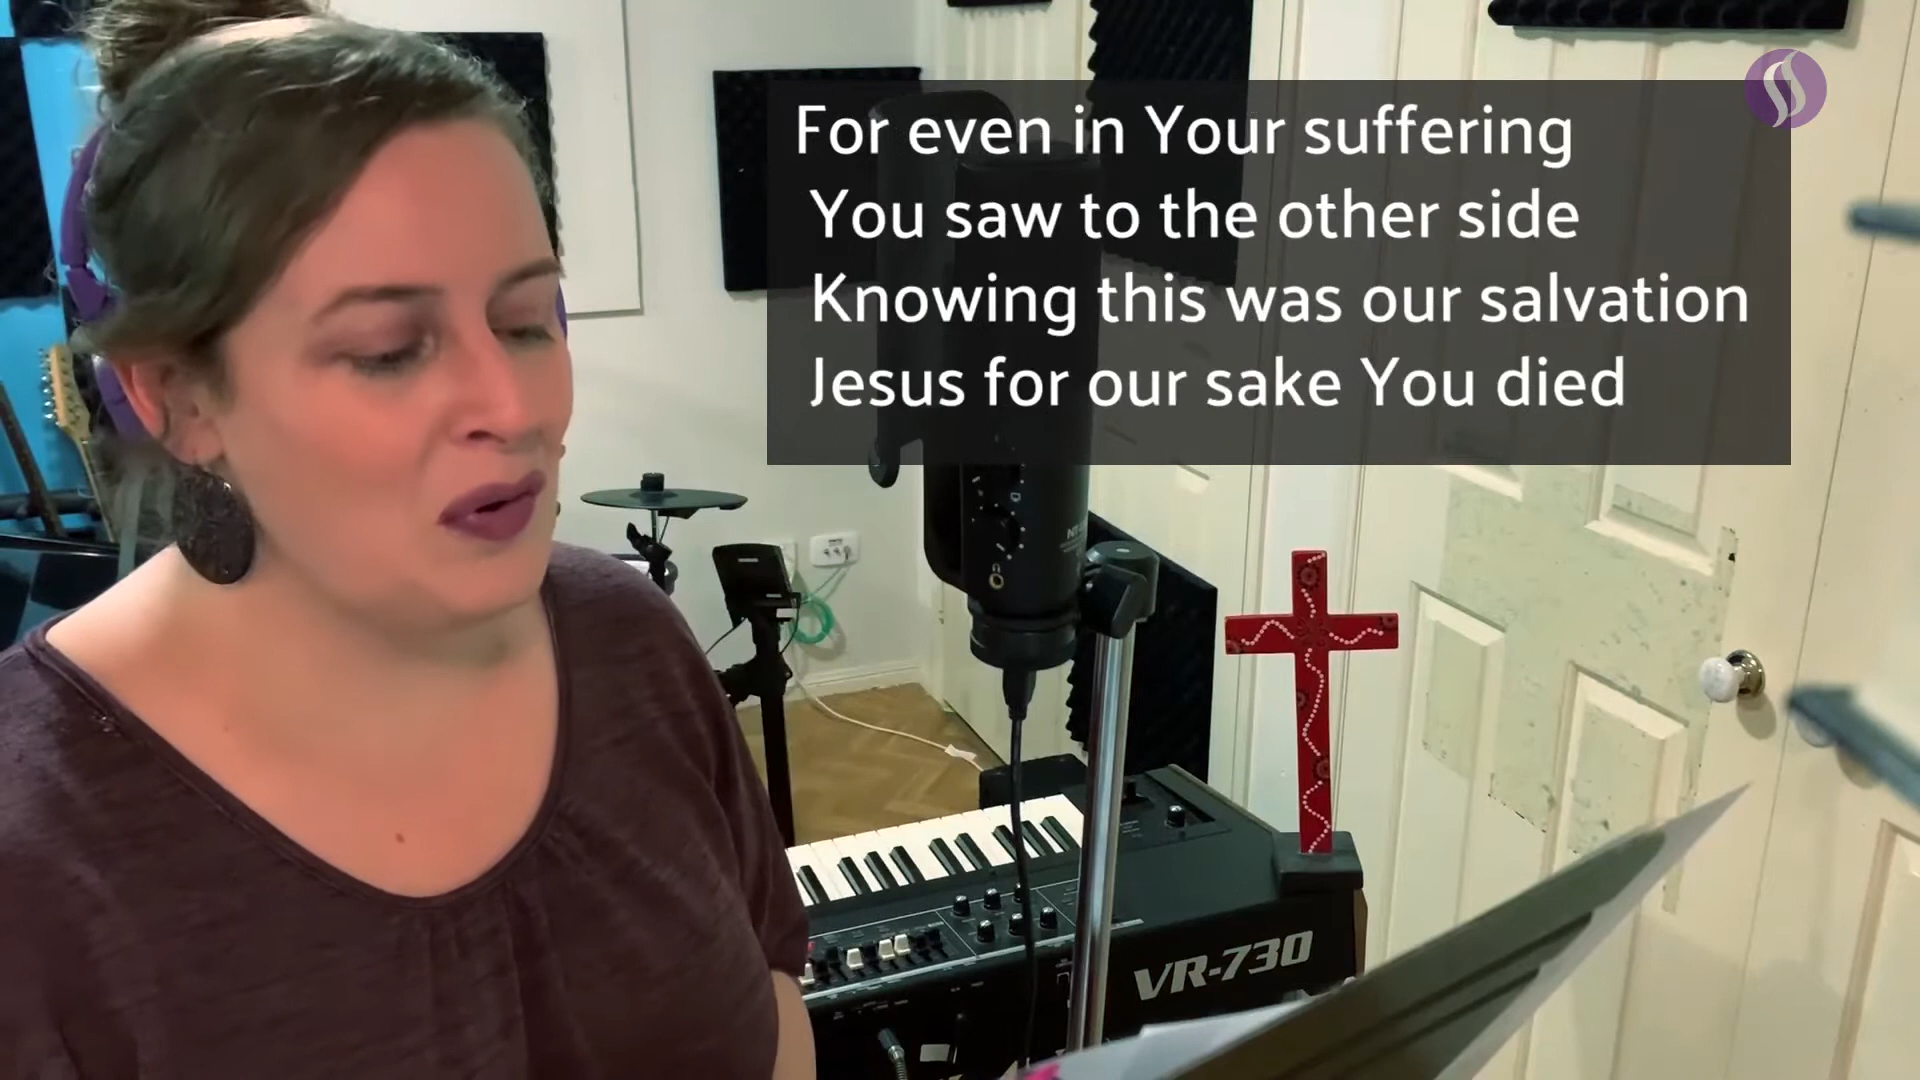 For even in Your suffering
You saw to the other side
Knowing this was our salvation
Jesus for our sake You died
VR-730